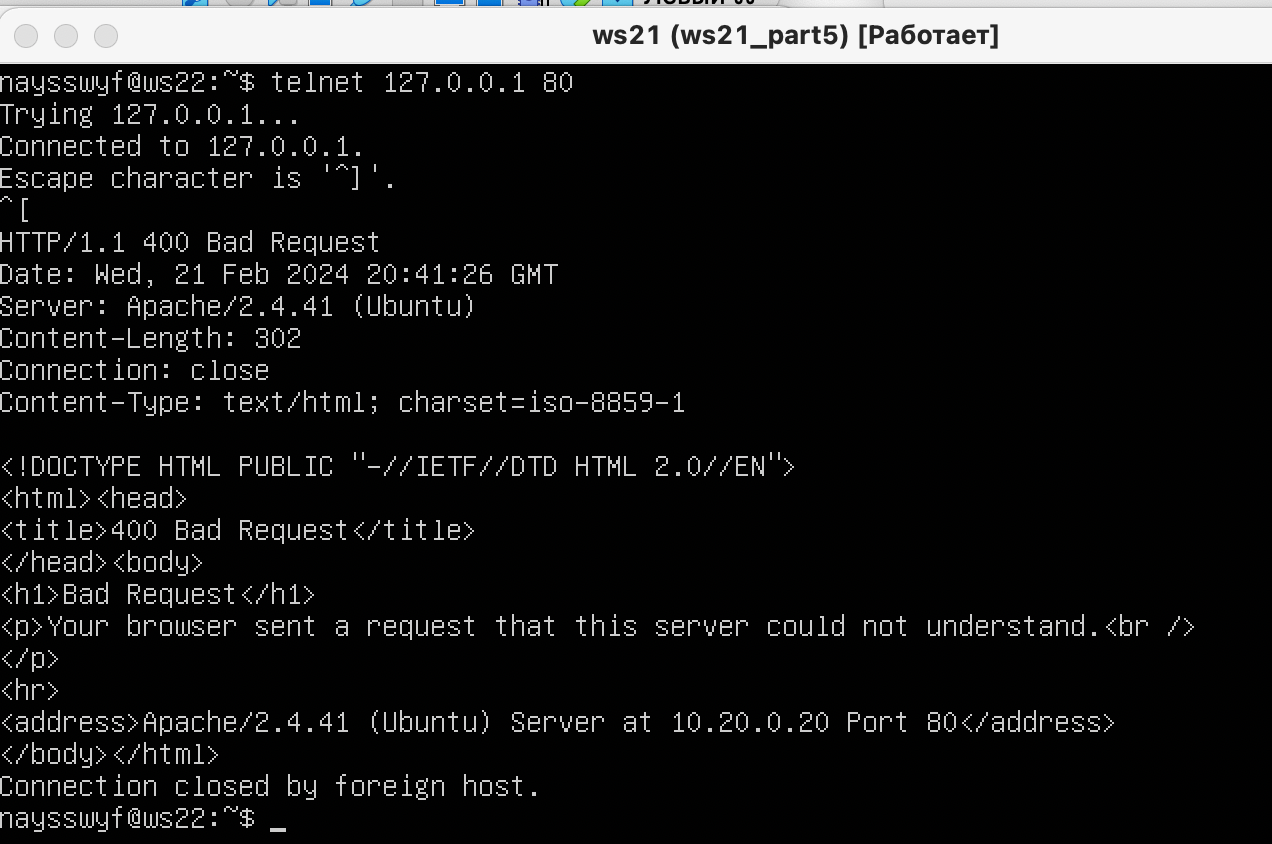 ws21 (ws21_part5) [Работает]
naysswyf@ws22:~$ telnet 127.0.0.1 80
Trying 127.0.0.1...
Connected to 127.0.0.1.
Escape character is '^]'.
^[
HTTP/1.1 400 Bad Request
Date: Wed, 21 Feb 2024 20:41:26 GMT
Server: Apache/2.4.41 (Ubuntu)
Content-Length: 302
Connection: close
Content-Type: text/html; charset=iso-8859-1
<!DOCTYPE HTML PUBLIC "-//IETF//DTD HTML 2.0//EN">
<html><head>
<title>400 Bad Request</title>
</head><body>
<h1>Bad Request</h1>
<p>Your browser sent a request that this server could not understand.<br />
</p>
<hr>
<address>Apache/2.4.41 (Ubuntu) Server at 10.20.0.20 Port 80</address>
</body></html>
Connection closed by foreign host.
naysswyf@ws22:~$ _